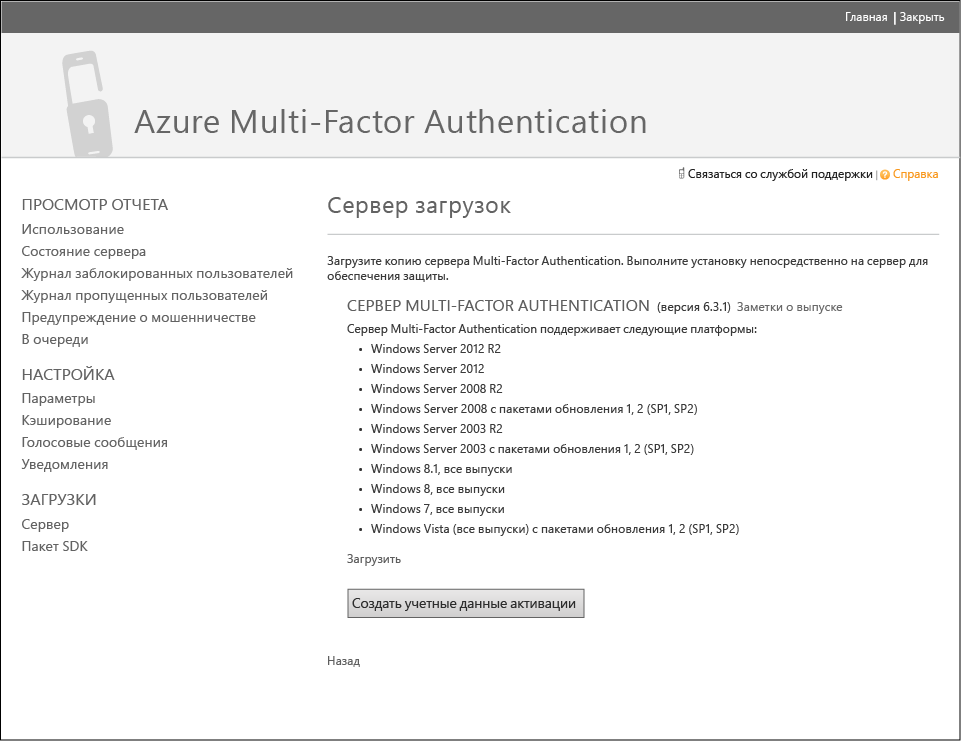 Главная | Закрыть
Azure Multi-Factor Authentication
Связаться со службой поддержки | Справка
ПРОСМОТР ОТЧЕТА
Использование
Состояние сервера
Журнал заблокированных пользователей
Журнал пропущенных пользователей
Предупреждение о мошенничестве
В очереди
НАСТРОЙКА
Параметры
Кэширование
Голосовые сообщения
Уведомления
ЗАГРУЗКИ
Сервер
Пакет SDK
Сервер загрузок
Загрузите копию сервера Multi-Factor Authentication. Выполните установку непосредственно на сервер для
обеспечения защиты.
СЕРВЕР MULTI-FACTOR AUTHENTICATION (версия 6.3.1) Заметки о выпуске
Сервер Multi-Factor Authentication поддерживает следующие платформы:
• Windows Server 2012 R2
• Windows Server 2012
• Windows Server 2008 R2
• Windows Server 2008 с пакетами обновления 1, 2 (SP1, SP2)
• Windows Server 2003 R2
• Windows Server 2003 с пакетами обновления 1, 2 (SP1, SP2)
• Windows 8.1, все выпуски
• Windows 8, все выпуски
• Windows 7, все выпуски
• Windows Vista (все выпуски) с пакетами обновления 1, 2 (SP1, SP2)
Загрузить
Создать учетные данные активации
Назад